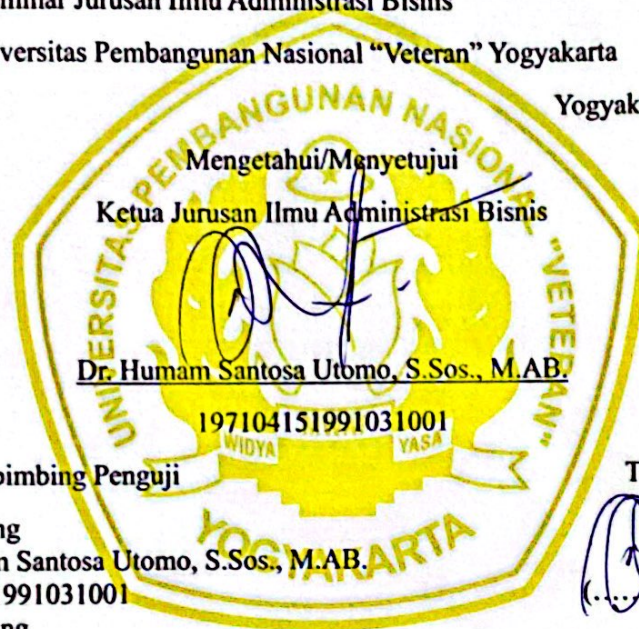 minar Jurusan Ilmu Administrasi Bisnis
versitas Pembangunan Nasional “Veteran” Yogyakarta
Yogyak
Mengetahui/Menyetujui
Ketua Jurusan Ilmu Administrasi Bisnis
UNIVERSITAS PEMBANGUNAN NASIONAL "VETERAN"
Dr. Humam Santosa Utomo, S.Sos., M.AB.
197104151991031001
WIDYA YASA
YOGYAKARTA
bimbing Penguji
T
ng
n Santosa Utomo, S.Sos., M.AB.
1991031001